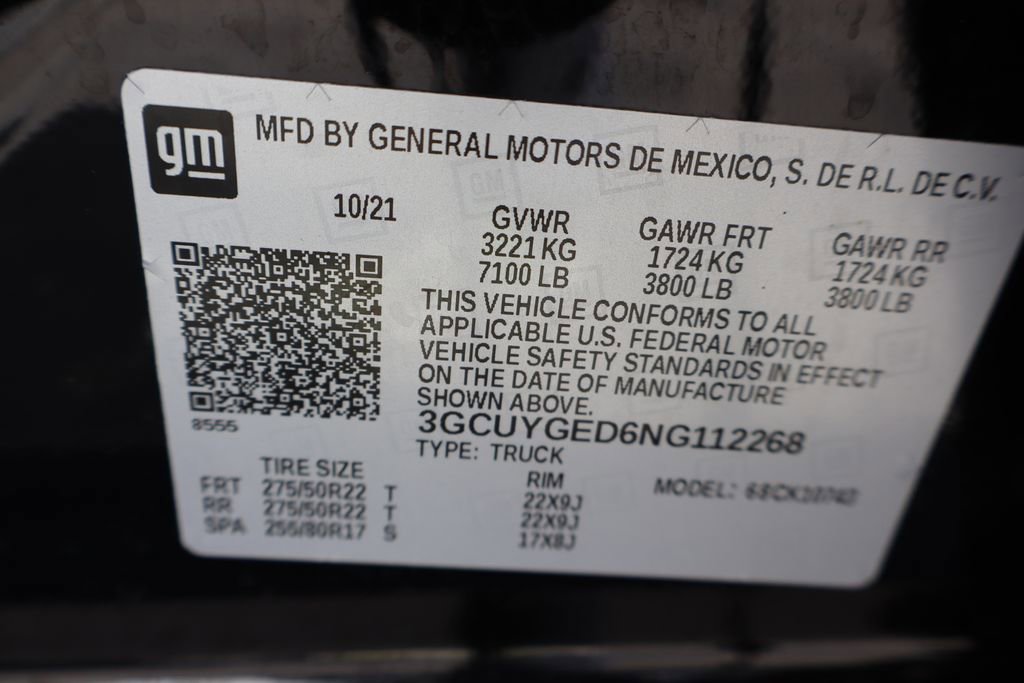 gm
MFD BY GENERAL MOTORS DE MEXICO, S. DE R.L. DE C.V.
10/21
GVWR GAWR FRT GAWR RR
3221 KG 1724 KG 1724 KG
7100 LB 3800 LB 3800 LB
THIS VEHICLE CONFORMS TO ALL
APPLICABLE U.S. FEDERAL MOTOR
VEHICLE SAFETY STANDARDS IN EFFECT
ON THE DATE OF MANUFACTURE
SHOWN ABOVE.
8555
3GCUYGED6NG112268
TYPE: TRUCK
TIRE SIZE RIM MODEL:
FRT 275/50R22 T 22X9J
RR 275/50R22 T 22X9J
SPA 255/80R17 S 17X8J